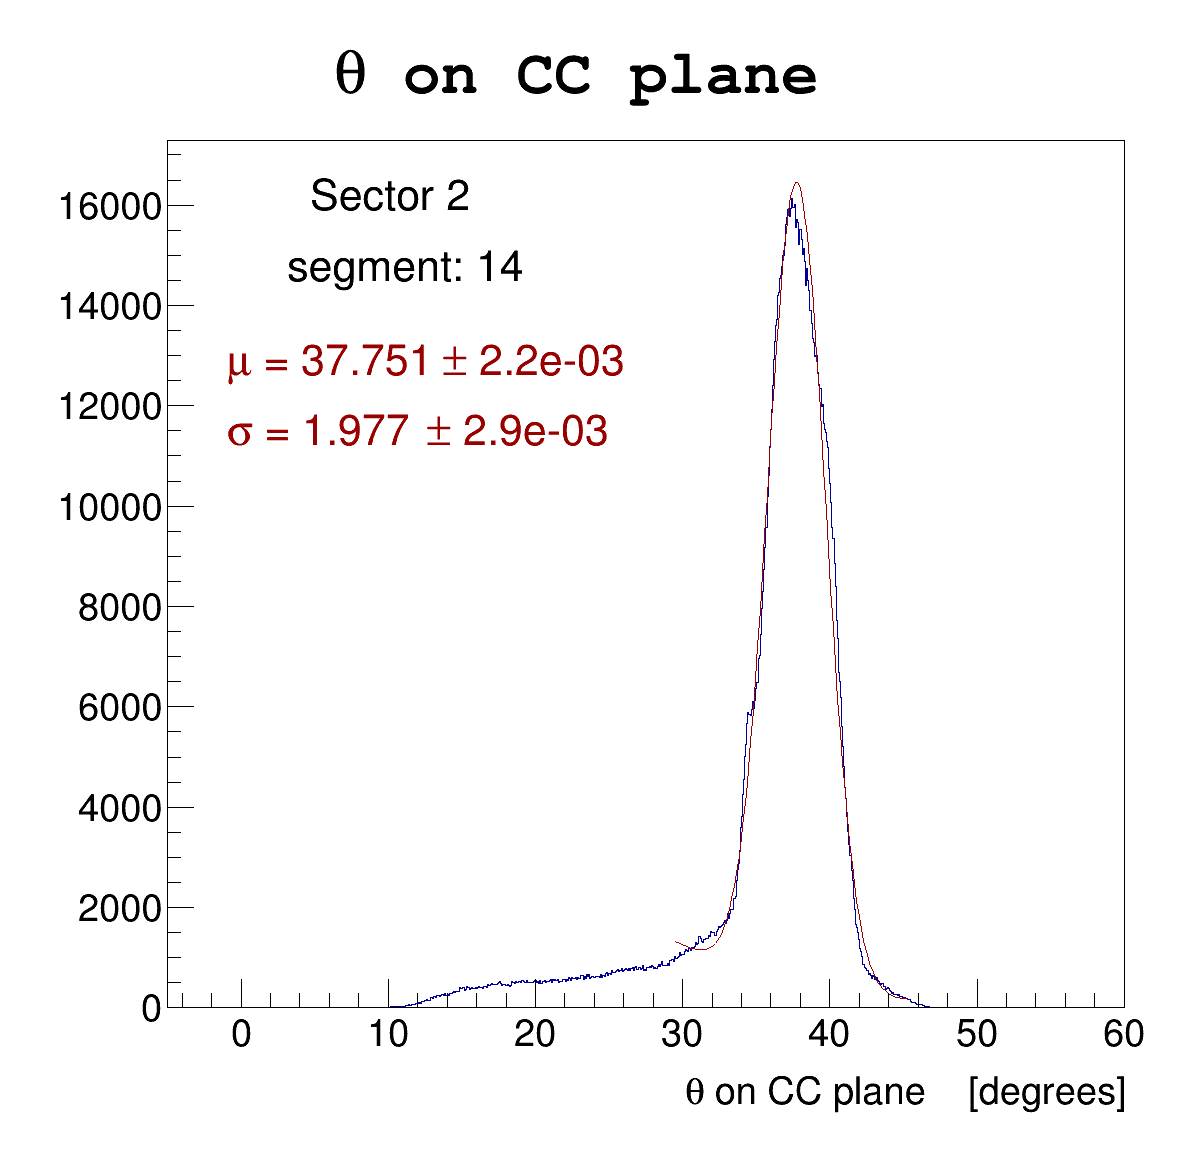 θ on CC plane
Sector 2
segment: 14
μ = 37.751 ± 2.2e-03
σ = 1.977 ± 2.9e-03
16000
14000
12000
10000
8000
6000
4000
2000
0
0 10 20 30 40 50 60
θ on CC plane [degrees]